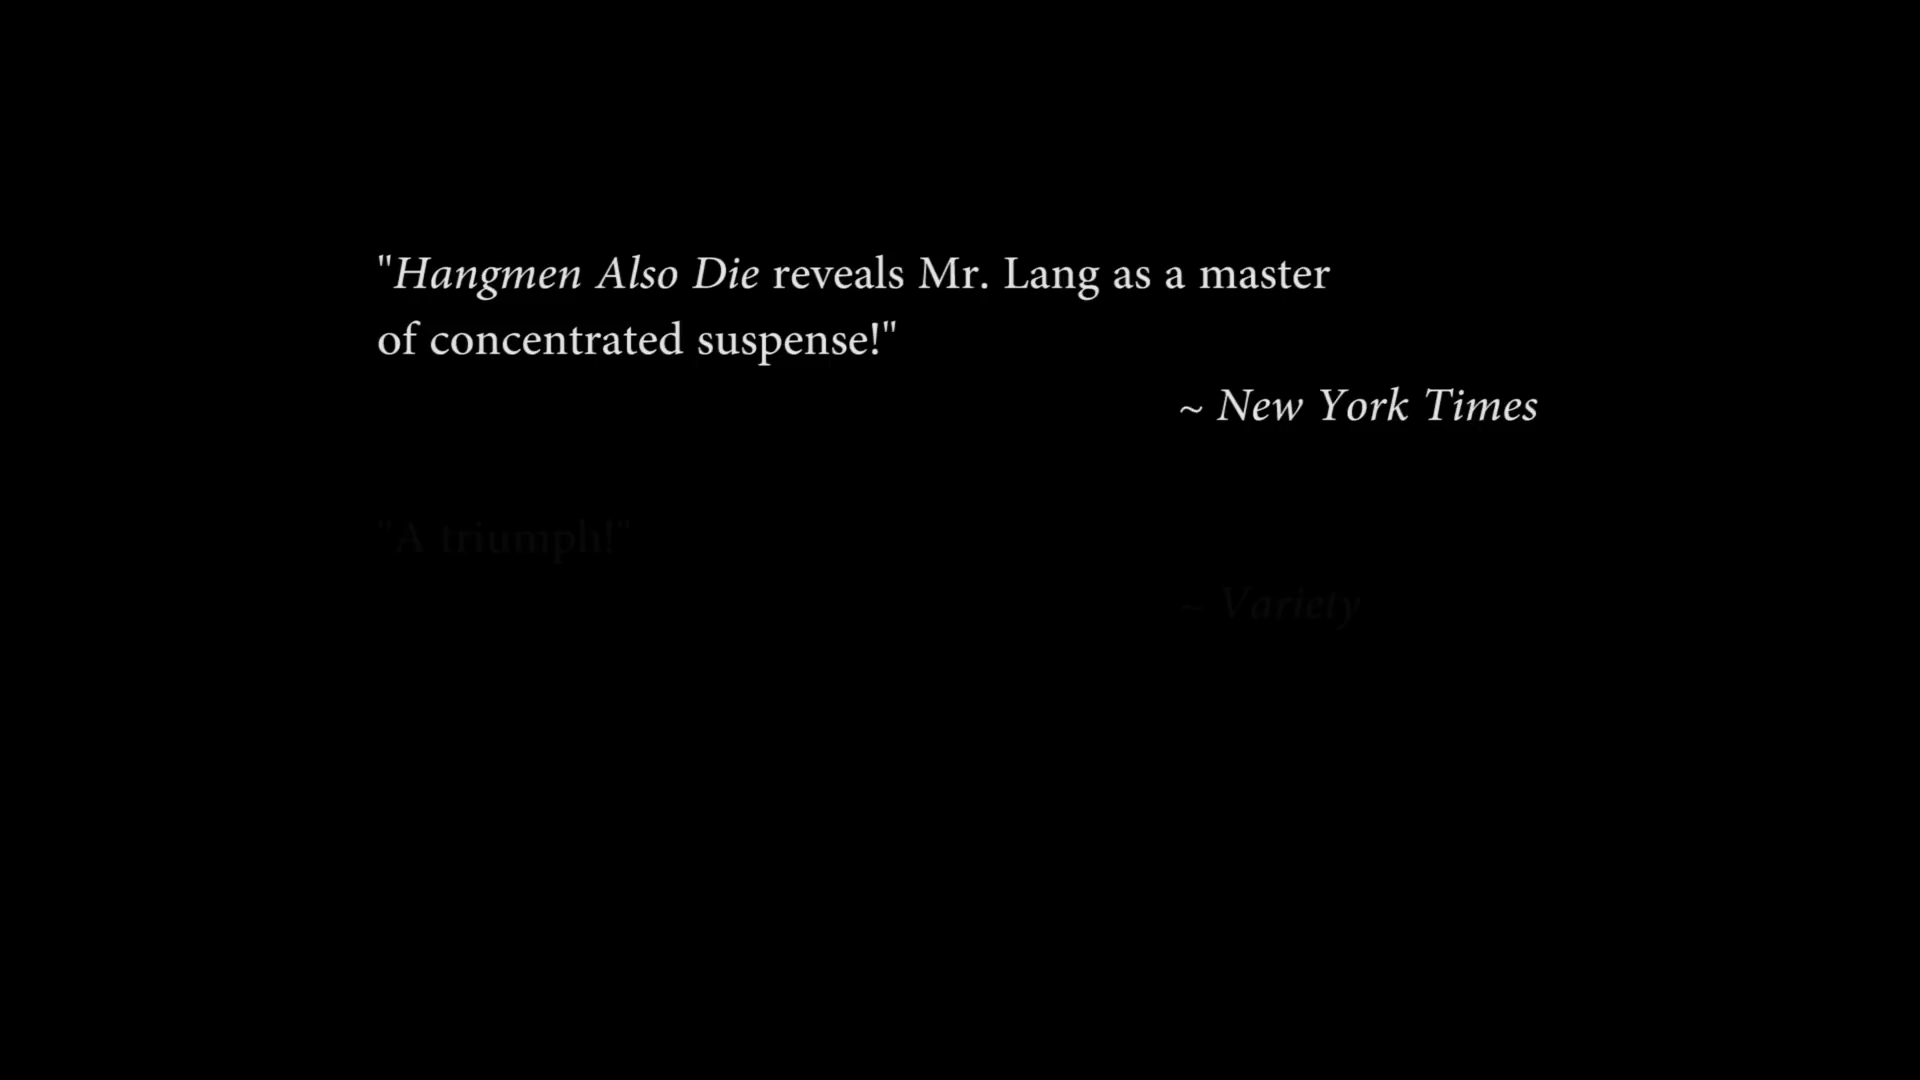 "Hangmen Also Die reveals Mr. Lang as a master
of concentrated suspense!"
~ New York Times
"A triumph!"
~ Variety